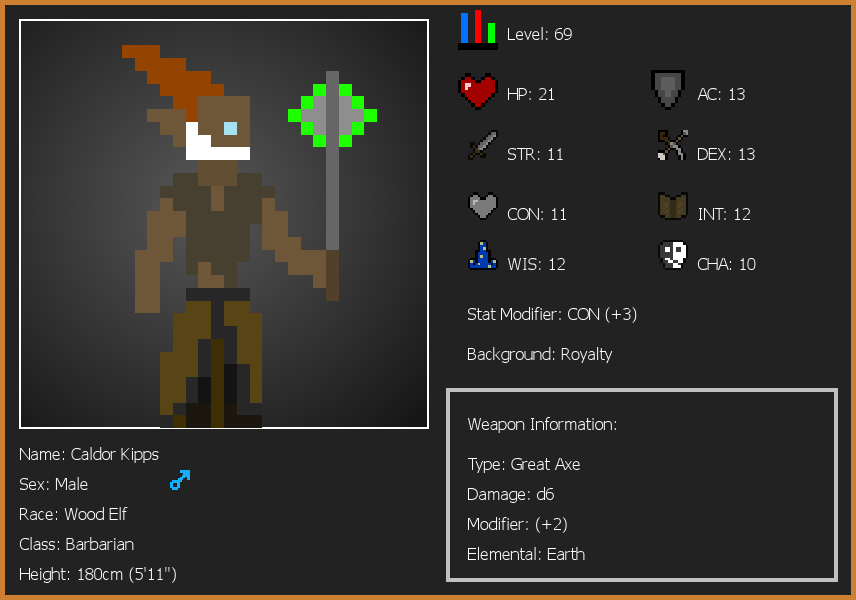 Level: 69
HP: 21
AC: 13
STR: 11
DEX: 13
CON: 11
INT: 12
WIS: 12
CHA: 10
Stat Modifier: CON (+3)
Background: Royalty
Weapon Information:
Type: Great Axe
Damage: d6
Modifier: (+2)
Elemental: Earth
Name: Caldor Kipps
Sex: Male
Race: Wood Elf
Class: Barbarian
Height: 180cm (5'11")